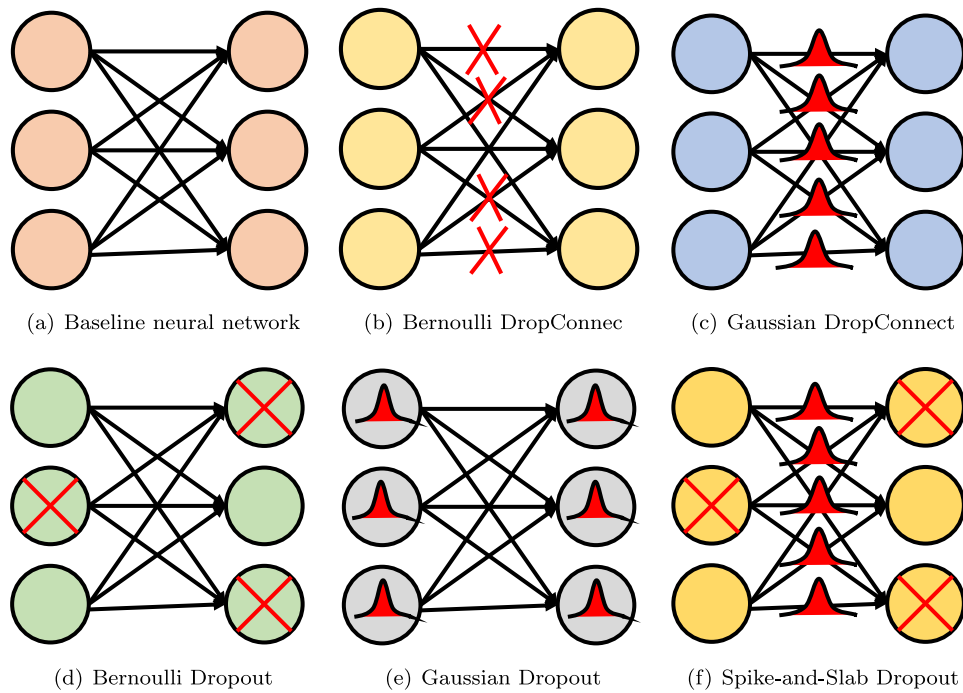 (a) Baseline neural network
(b) Bernoulli DropConnec
(c) Gaussian DropConnect
(d) Bernoulli Dropout
(e) Gaussian Dropout
(f) Spike-and-Slab Dropout